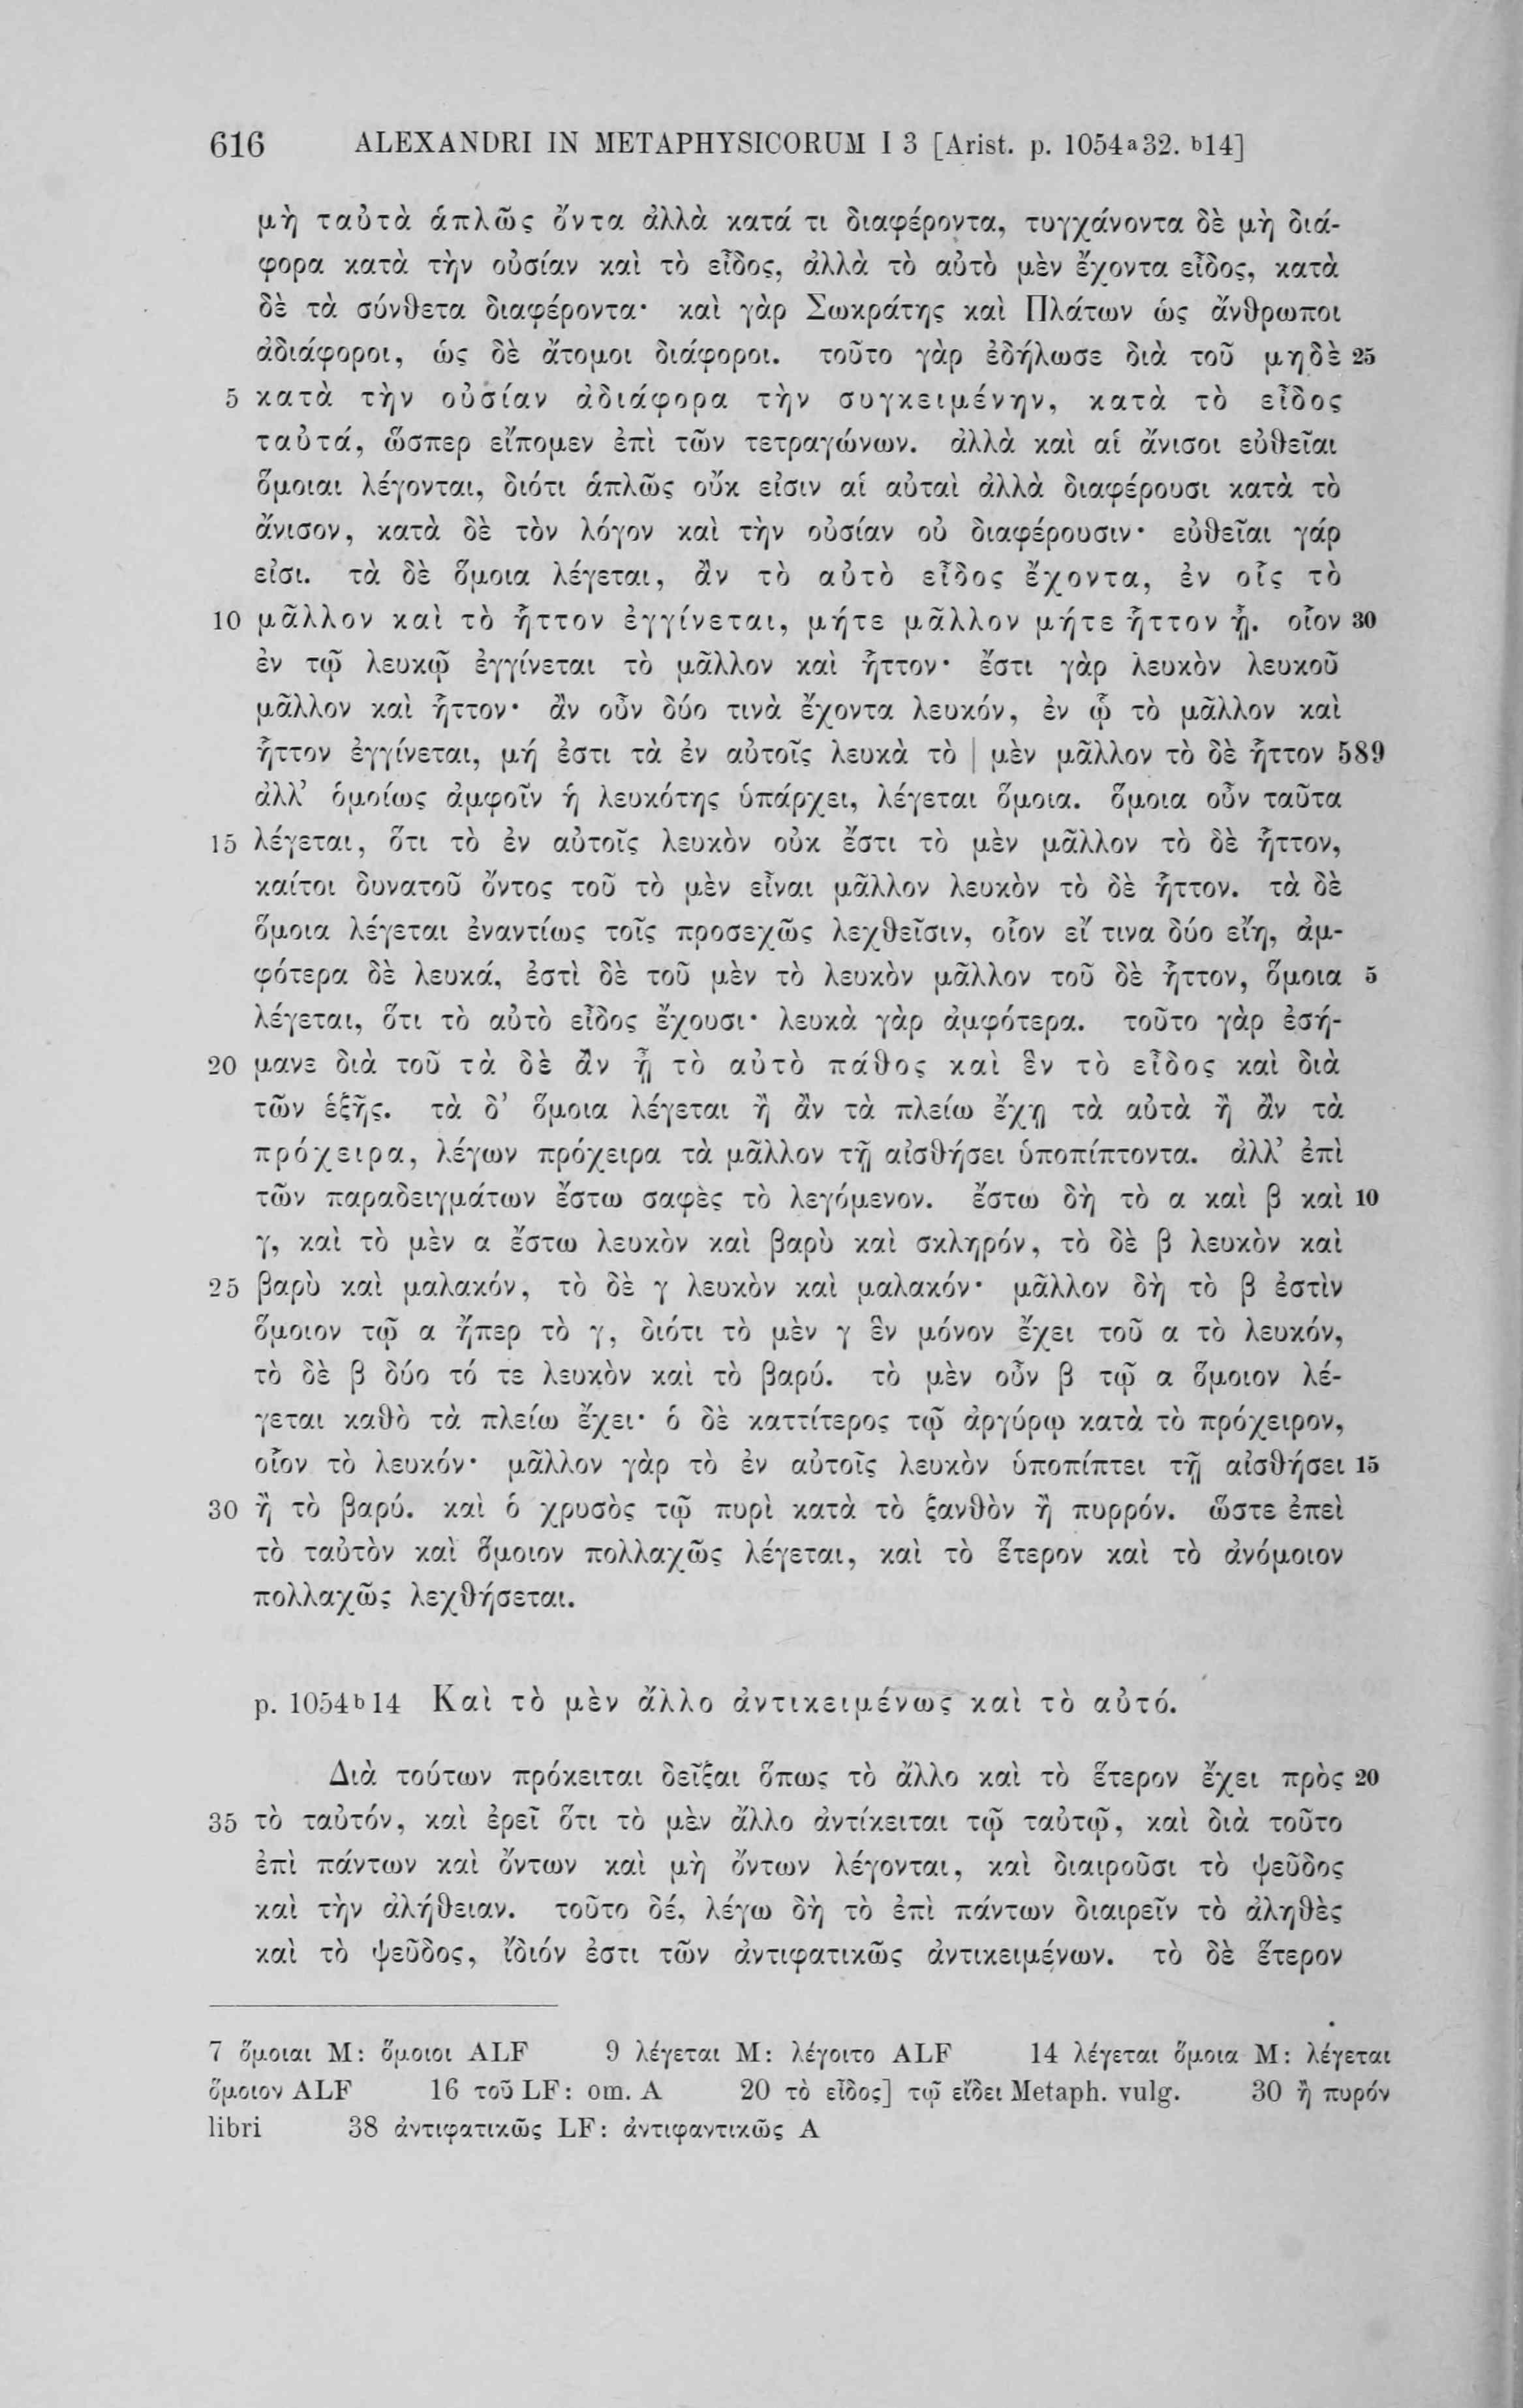 616 ALEXANDRI IN METAPHYSICORUM I 3 [Arist. p. 1054a32. b14]
μὴ ταὐτὰ ἁπλῶς ὄντα ἀλλὰ κατά τι διαφέροντα, τυγχάνοντα δὲ μὴ διά-
φορα κατὰ τὴν οὐσίαν καὶ τὸ εἶδος, ἀλλὰ τὸ αὐτὸ μὲν ἔχοντα εἶδος, κατὰ
δὲ τὰ σύνθετα διαφέροντα· καὶ γὰρ Σωκράτης καὶ Πλάτων ὡς ἄνθρωποι
ἀδιάφοροι, ὡς δὲ ἄτομοι διάφοροι. τοῦτο γὰρ ἐδήλωσε διὰ τοῦ μηδὲ 25
5 κατὰ τὴν οὐσίαν ἀδιάφορα τὴν συγκειμένην, κατὰ τὸ εἶδος
ταὐτά, ὥσπερ εἴπομεν ἐπὶ τῶν τετραγώνων. ἀλλὰ καὶ αἱ ἄνισοι εὐθεῖαι
ὅμοιαι λέγονται, διότι ἁπλῶς οὔκ εἰσιν αἱ αὐταὶ ἀλλὰ διαφέρουσι κατὰ τὸ
ἄνισον, κατὰ δὲ τὸν λόγον καὶ τὴν οὐσίαν οὐ διαφέρουσιν· εὐθεῖαι γάρ
εἰσι. τὰ δὲ ὅμοια λέγεται, ἂν τὸ αὐτὸ εἶδος ἔχοντα, ἐν οἷς τὸ
10 μᾶλλον καὶ τὸ ἧττον ἐγγίνεται, μήτε μᾶλλον μήτε ἧττον ᾖ. οἷον 30
ἐν τῷ λευκῷ ἐγγίνεται τὸ μᾶλλον καὶ ἧττον· ἔστι γὰρ λευκὸν λευκοῦ
μᾶλλον καὶ ἧττον· ἂν οὖν δύο τινὰ ἔχοντα λευκόν, ἐν ᾧ τὸ μᾶλλον καὶ
ἧττον ἐγγίνεται, μή ἐστι τὰ ἐν αὐτοῖς λευκὰ τὸ | μὲν μᾶλλον τὸ δὲ ἧττον 589
ἀλλ' ὁμοίως ἀμφοῖν ἡ λευκότης ὑπάρχει, λέγεται ὅμοια. ὅμοια οὖν ταῦτα
15 λέγεται, ὅτι τὸ ἐν αὐτοῖς λευκὸν οὐκ ἔστι τὸ μὲν μᾶλλον τὸ δὲ ἧττον,
καίτοι δυνατοῦ ὄντος τοῦ τὸ μὲν εἶναι μᾶλλον λευκὸν τὸ δὲ ἧττον. τὰ δὲ
ὅμοια λέγεται ἐναντίως τοῖς προσεχῶς λεχθεῖσιν, οἷον εἴ τινα δύο εἴη, ἀμ-
φότερα δὲ λευκά, ἐστὶ δὲ τοῦ μὲν τὸ λευκὸν μᾶλλον τοῦ δὲ ἧττον, ὅμοια 5
λέγεται, ὅτι τὸ αὐτὸ εἶδος ἔχουσι· λευκὰ γὰρ ἀμφότερα. τοῦτο γὰρ ἐσή-
20 μανε διὰ τοῦ τὰ δὲ ἂν ᾖ τὸ αὐτὸ πάθος καὶ ἓν τὸ εἶδος καὶ διὰ
τῶν ἑξῆς. τὰ δ' ὅμοια λέγεται ἢ ἂν τὰ πλείω ἔχῃ τὰ αὐτὰ ἢ ἂν τὰ
πρόχειρα, λέγων πρόχειρα τὰ μᾶλλον τῇ αἰσθήσει ὑποπίπτοντα. ἀλλ' ἐπὶ
τῶν παραδειγμάτων ἔστω σαφὲς τὸ λεγόμενον. ἔστω δὴ τὸ α καὶ β καὶ 10
γ, καὶ τὸ μὲν α ἔστω λευκὸν καὶ βαρὺ καὶ σκληρόν, τὸ δὲ β λευκὸν καὶ
25 βαρὺ καὶ μαλακόν, τὸ δὲ γ λευκὸν καὶ μαλακόν· μᾶλλον δὴ τὸ β ἐστὶν
ὅμοιον τῷ α ἤπερ τὸ γ, διότι τὸ μὲν γ ἓν μόνον ἔχει τοῦ α τὸ λευκόν,
τὸ δὲ β δύο τό τε λευκὸν καὶ τὸ βαρύ. τὸ μὲν οὖν β τῷ α ὅμοιον λέ-
γεται καθὸ τὰ πλείω ἔχει· ὁ δὲ καττίτερος τῷ ἀργύρῳ κατὰ τὸ πρόχειρον,
οἷον τὸ λευκόν· μᾶλλον γὰρ τὸ ἐν αὐτοῖς λευκὸν ὑποπίπτει τῇ αἰσθήσει 15
30 ἢ τὸ βαρύ. καὶ ὁ χρυσὸς τῷ πυρὶ κατὰ τὸ ξανθὸν ἢ πυρρόν. ὥστε ἐπεὶ
τὸ ταὐτὸν καὶ ὅμοιον πολλαχῶς λέγεται, καὶ τὸ ἕτερον καὶ τὸ ἀνόμοιον
πολλαχῶς λεχθήσεται.
p. 1054b14 Καὶ τὸ μὲν ἄλλο ἀντικειμένως καὶ τὸ αὐτό.
Διὰ τούτων πρόκειται δεῖξαι ὅπως τὸ ἄλλο καὶ τὸ ἕτερον ἔχει πρὸς 20
35 τὸ ταὐτόν, καὶ ἐρεῖ ὅτι τὸ μὲν ἄλλο ἀντίκειται τῷ ταὐτῷ, καὶ διὰ τοῦτο
ἐπὶ πάντων καὶ ὄντων καὶ μὴ ὄντων λέγονται, καὶ διαιροῦσι τὸ ψεῦδος
καὶ τὴν ἀλήθειαν. τοῦτο δέ, λέγω δὴ τὸ ἐπὶ πάντων διαιρεῖν τὸ ἀληθὲς
καὶ τὸ ψεῦδος, ἴδιόν ἐστι τῶν ἀντιφατικῶς ἀντικειμένων. τὸ δὲ ἕτερον
7 ὅμοιαι M: ὅμοιοι ALF 9 λέγεται M: λέγοιτο ALF 14 λέγεται ὅμοια M: λέγεται
ὅμοιον ALF 16 τοῦ LF: om. A 20 τὸ εἶδος] τῷ εἴδει Metaph. vulg. 30 ἢ πυρόν
libri 38 ἀντιφατικῶς LF: ἀντιφαντικῶς A